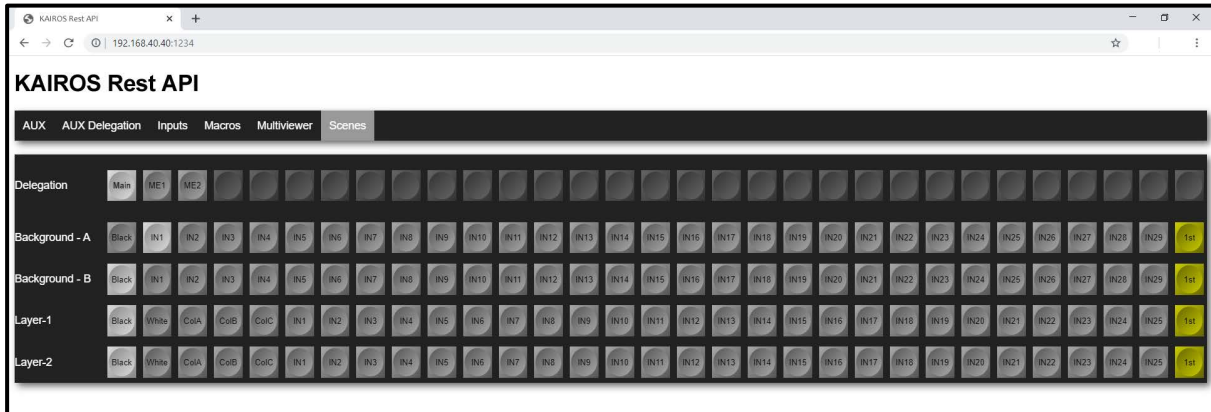 KAIROS Rest API
192.168.40.40:1234
KAIROS Rest API
AUX AUX Delegation Inputs Macros Multiviewer Scenes
Delegation Main ME1 ME2
Background - A Black IN1 IN2 IN3 IN4 IN5 IN6 IN7 IN8 IN9 IN10 IN11 IN12 IN13 IN14 IN15 IN16 IN17 IN18 IN19 IN20 IN21 IN22 IN23 IN24 IN25 IN26 IN27 IN28 IN29 1st
Background - B Black IN1 IN2 IN3 IN4 IN5 IN6 IN7 IN8 IN9 IN10 IN11 IN12 IN13 IN14 IN15 IN16 IN17 IN18 IN19 IN20 IN21 IN22 IN23 IN24 IN25 IN26 IN27 IN28 IN29 1st
Layer-1 Black White ColA ColB ColC IN1 IN2 IN3 IN4 IN5 IN6 IN7 IN8 IN9 IN10 IN11 IN12 IN13 IN14 IN15 IN16 IN17 IN18 IN19 IN20 IN21 IN22 IN23 IN24 IN25 1st
Layer-2 Black White ColA ColB ColC IN1 IN2 IN3 IN4 IN5 IN6 IN7 IN8 IN9 IN10 IN11 IN12 IN13 IN14 IN15 IN16 IN17 IN18 IN19 IN20 IN21 IN22 IN23 IN24 IN25 1st